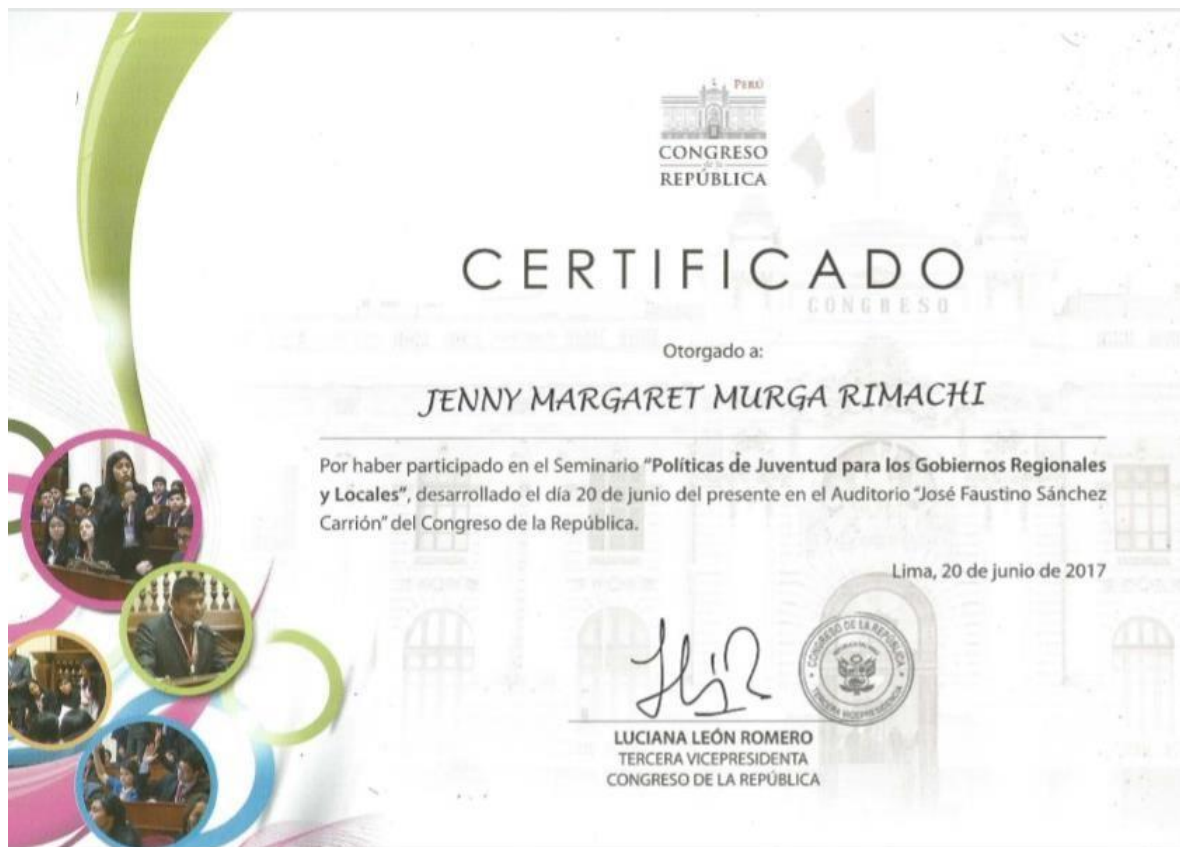 PERÚ
CONGRESO
de la
REPÚBLICA
CERTIFICADO
CONGRESO
Otorgado a:
JENNY MARGARET MURGA RIMACHI
Por haber participado en el Seminario "Políticas de Juventud para los Gobiernos Regionales
y Locales", desarrollado el día 20 de junio del presente en el Auditorio "José Faustino Sánchez
Carrión" del Congreso de la República.
Lima, 20 de junio de 2017
CONGRESO DE LA REPÚBLICA
TERCERA VICEPRESIDENCIA
LUCIANA LEÓN ROMERO
TERCERA VICEPRESIDENTA
CONGRESO DE LA REPÚBLICA